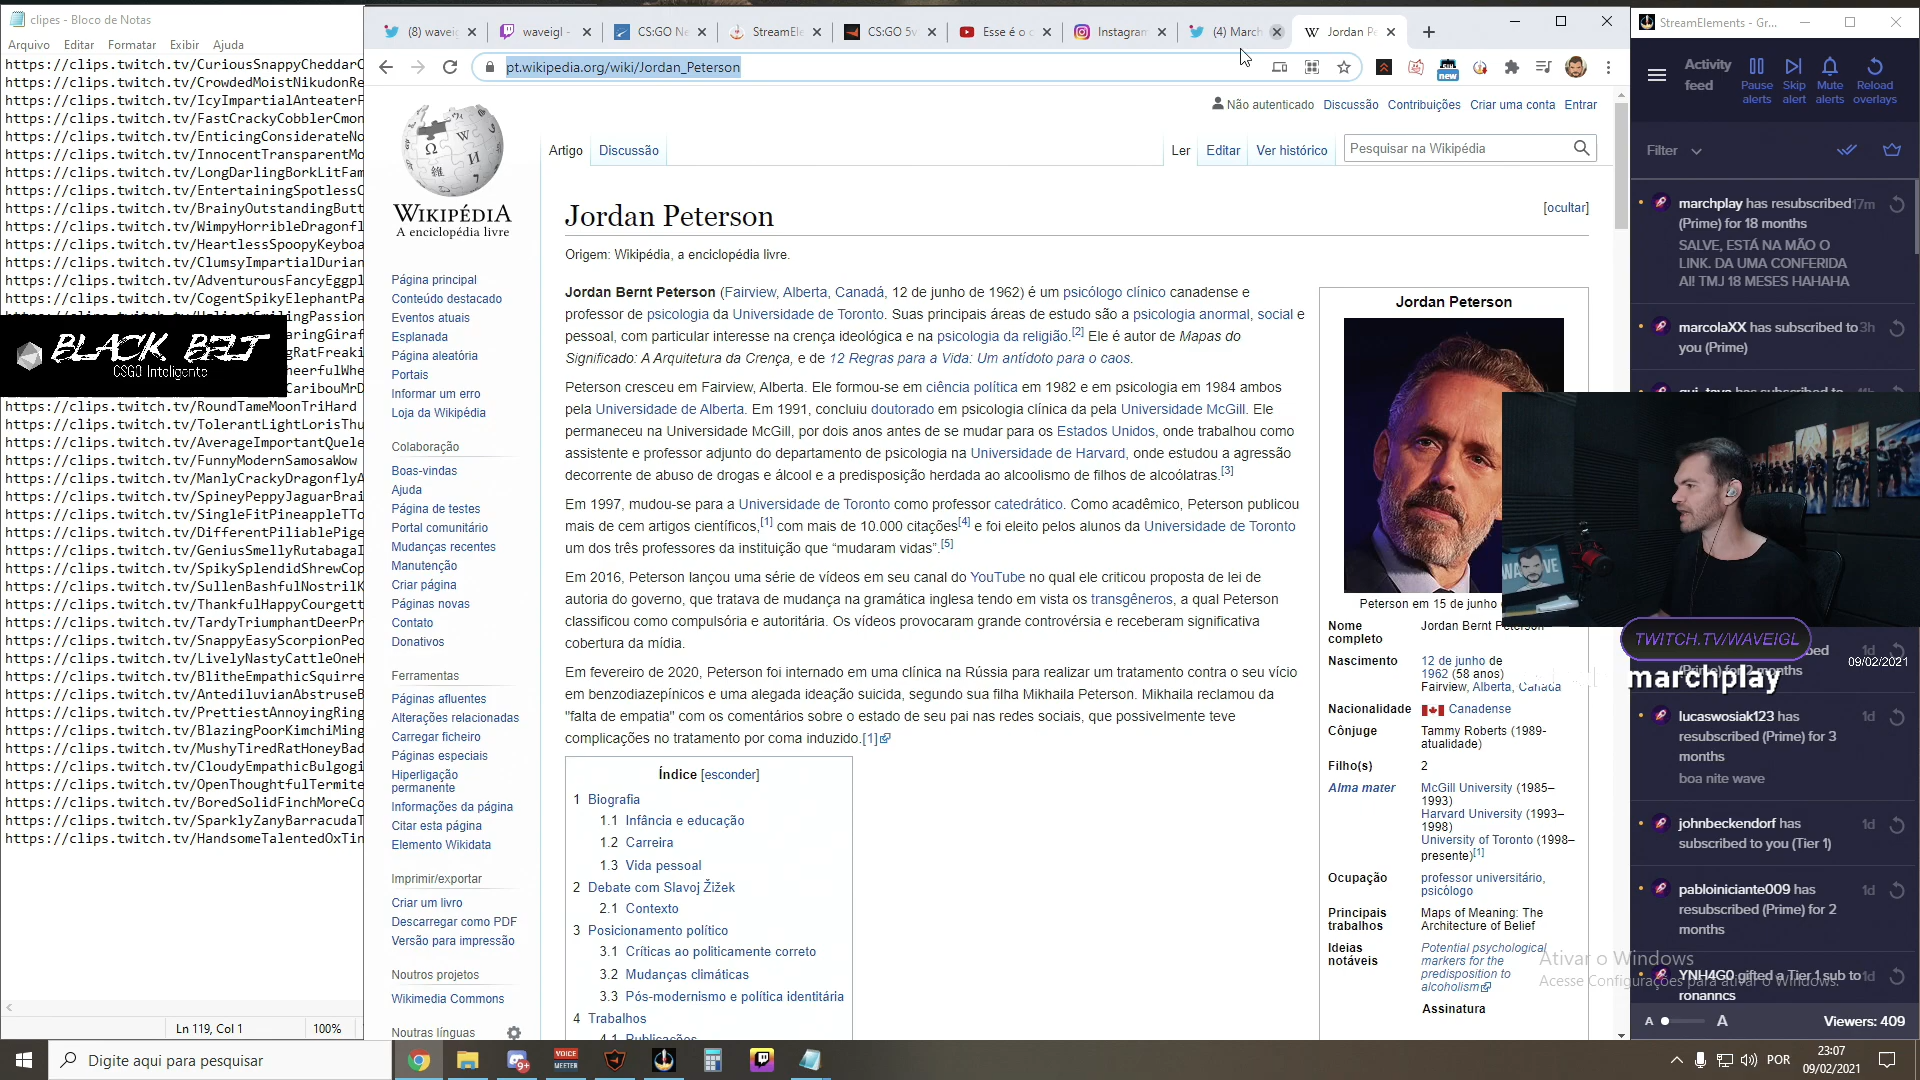 clipes - Bloco de Notas
Arquivo Editar Formatar Exibir Ajuda
https://clips.twitch.tv/CuriousSnappyCheddarC
https://clips.twitch.tv/CrowdedMoistNikudonRe
https://clips.twitch.tv/IcyImpartialAnteaterF
https://clips.twitch.tv/FastCrackyCobblerCmon
https://clips.twitch.tv/EnticingConsiderateNo
https://clips.twitch.tv/InnocentTransparentMo
https://clips.twitch.tv/LongDarlingBorkLitFam
https://clips.twitch.tv/EntertainingSpotlessC
https://clips.twitch.tv/BrainyOutstandingButt
https://clips.twitch.tv/WimpyHorribleDragonfl
https://clips.twitch.tv/HeartlessSpoopyKeyboa
https://clips.twitch.tv/ClumsyImpartialDurian
https://clips.twitch.tv/AdventurousFancyEggpl
https://clips.twitch.tv/CogentSpikyElephantPa
BLACK BELT
CSGO Inteligente
https://clips.twitch.tv/RoundTameMoonTriHard
https://clips.twitch.tv/TolerantLightLorisThu
https://clips.twitch.tv/AverageImportantQuele
https://clips.twitch.tv/FunnyModernSamosaWow
https://clips.twitch.tv/ManlyCrackyDragonflyA
https://clips.twitch.tv/SpineyPeppyJaguarBrai
https://clips.twitch.tv/SingleFitPineappleTTo
https://clips.twitch.tv/DifferentPiliablePige
https://clips.twitch.tv/GeniusSmellyRutabagaI
https://clips.twitch.tv/SpikySplendidShrewCop
https://clips.twitch.tv/SullenBashfulNostrilK
https://clips.twitch.tv/ThankfulHappyCourgett
https://clips.twitch.tv/TardyTriumphantDeerPr
https://clips.twitch.tv/SnappyEasyScorpionPeo
https://clips.twitch.tv/LivelyNastyCattleOneH
https://clips.twitch.tv/BlitheEmpathicSquirre
https://clips.twitch.tv/AntediluvianAbstruseB
https://clips.twitch.tv/PrettiestAnnoyingRing
https://clips.twitch.tv/BlazingPoorKimchiMing
https://clips.twitch.tv/MushyTiredRatHoneyBad
https://clips.twitch.tv/CloudyEmpathicBulgogi
https://clips.twitch.tv/OpenThoughtfulTermite
https://clips.twitch.tv/BoredSolidFinchMoreCo
https://clips.twitch.tv/SparklyZanyBarracudaT
https://clips.twitch.tv/HandsomeTalentedOxTin
Ln 119, Col 1 100%
(8) waveig waveigl - CS:GO Ne StreamEle CS:GO 5v Esse é o c Instagram (4) March Jordan Pe
pt.wikipedia.org/wiki/Jordan_Peterson
Não autenticado Discussão Contribuições Criar uma conta Entrar
Artigo Discussão Ler Editar Ver histórico Pesquisar na Wikipédia
WIKIPÉDIA
A enciclopédia livre
Página principal
Conteúdo destacado
Eventos atuais
Esplanada
Página aleatória
Portais
Informar um erro
Loja da Wikipédia
Colaboração
Boas-vindas
Ajuda
Página de testes
Portal comunitário
Mudanças recentes
Manutenção
Criar página
Páginas novas
Contato
Donativos
Ferramentas
Páginas afluentes
Alterações relacionadas
Carregar ficheiro
Páginas especiais
Hiperligação
permanente
Informações da página
Citar esta página
Elemento Wikidata
Imprimir/exportar
Criar um livro
Descarregar como PDF
Versão para impressão
Noutros projetos
Wikimedia Commons
Noutras línguas
Jordan Peterson
[ocultar]
Origem: Wikipédia, a enciclopédia livre.
Jordan Bernt Peterson (Fairview, Alberta, Canadá, 12 de junho de 1962) é um psicólogo clínico canadense e
professor de psicologia da Universidade de Toronto. Suas principais áreas de estudo são a psicologia anormal, social e
pessoal, com particular interesse na crença ideológica e na psicologia da religião.[2] Ele é autor de Mapas do
Significado: A Arquitetura da Crença, e de 12 Regras para a Vida: Um antídoto para o caos.
Peterson cresceu em Fairview, Alberta. Ele formou-se em ciência política em 1982 e em psicologia em 1984 ambos
pela Universidade de Alberta. Em 1991, concluiu doutorado em psicologia clínica da pela Universidade McGill. Ele
permaneceu na Universidade McGill, por dois anos antes de se mudar para os Estados Unidos, onde trabalhou como
assistente e professor adjunto do departamento de psicologia na Universidade de Harvard, onde estudou a agressão
decorrente de abuso de drogas e álcool e a predisposição herdada ao alcoolismo de filhos de alcoólatras.[3]
Em 1997, mudou-se para a Universidade de Toronto como professor catedrático. Como acadêmico, Peterson publicou
mais de cem artigos científicos,[1] com mais de 10.000 citações[4] e foi eleito pelos alunos da Universidade de Toronto
um dos três professores da instituição que “mudaram vidas”.[5]
Em 2016, Peterson lançou uma série de vídeos em seu canal do YouTube no qual ele criticou proposta de lei de
autoria do governo, que tratava de mudança na gramática inglesa tendo em vista os transgêneros, a qual Peterson
classificou como compulsória e autoritária. Os vídeos provocaram grande controvérsia e receberam significativa
cobertura da mídia.
Em fevereiro de 2020, Peterson foi internado em uma clínica na Rússia para realizar um tratamento contra o seu vício
em benzodiazepínicos e uma alegada ideação suicida, segundo sua filha Mikhaila Peterson. Mikhaila reclamou da
"falta de empatia" com os comentários sobre o estado de seu pai nas redes sociais, que possivelmente teve
complicações no tratamento por coma induzido.[1]
Índice [esconder]
1 Biografia
1.1 Infância e educação
1.2 Carreira
1.3 Vida pessoal
2 Debate com Slavoj Žižek
2.1 Contexto
3 Posicionamento político
3.1 Críticas ao politicamente correto
3.2 Mudanças climáticas
3.3 Pós-modernismo e política identitária
4 Trabalhos
4.1 Publicações
Jordan Peterson
Peterson em 15 de junho
Nome completo Jordan Bernt Peterson
Nascimento 12 de junho de
1962 (58 anos)
Fairview, Alberta, Canadá
Nacionalidade Canadense
Cônjuge Tammy Roberts (1989-
atualidade)
Filho(s) 2
Alma mater McGill University (1985–
1993)
Harvard University (1993–
1998)
University of Toronto (1998–
presente)[1]
Ocupação professor universitário,
psicólogo
Principais trabalhos Maps of Meaning: The
Architecture of Belief
Ideias notáveis Potential psychological
markers for the
predisposition to
alcoholism
Assinatura
StreamElements - Gr...
Activity feed
Pause alerts Skip alert Mute alerts Reload overlays
Filter
marchplay has resubscribed 17m
(Prime) for 18 months
SALVE, ESTÁ NA MÃO O
LINK. DA UMA CONFERIDA
AI! TMJ 18 MESES HAHAHA
marcolaXX has subscribed to 3h
you (Prime)
TWITCH.TV/WAVEIGL
09/02/2021
marchplay
lucaswosiak123 has 1d
resubscribed (Prime) for 3
months
boa nite wave
johnbeckendorf has 1d
subscribed to you (Tier 1)
pabloiniciante009 has 1d
resubscribed (Prime) for 2
months
Ativar o Windows
Acesse Configurações para ativar o Windows.
YNH4G0 gifted a Tier 1 sub to 1d
ronanncs
A A Viewers: 409
Digite aqui para pesquisar
VOICE MEETER
POR
23:07
09/02/2021